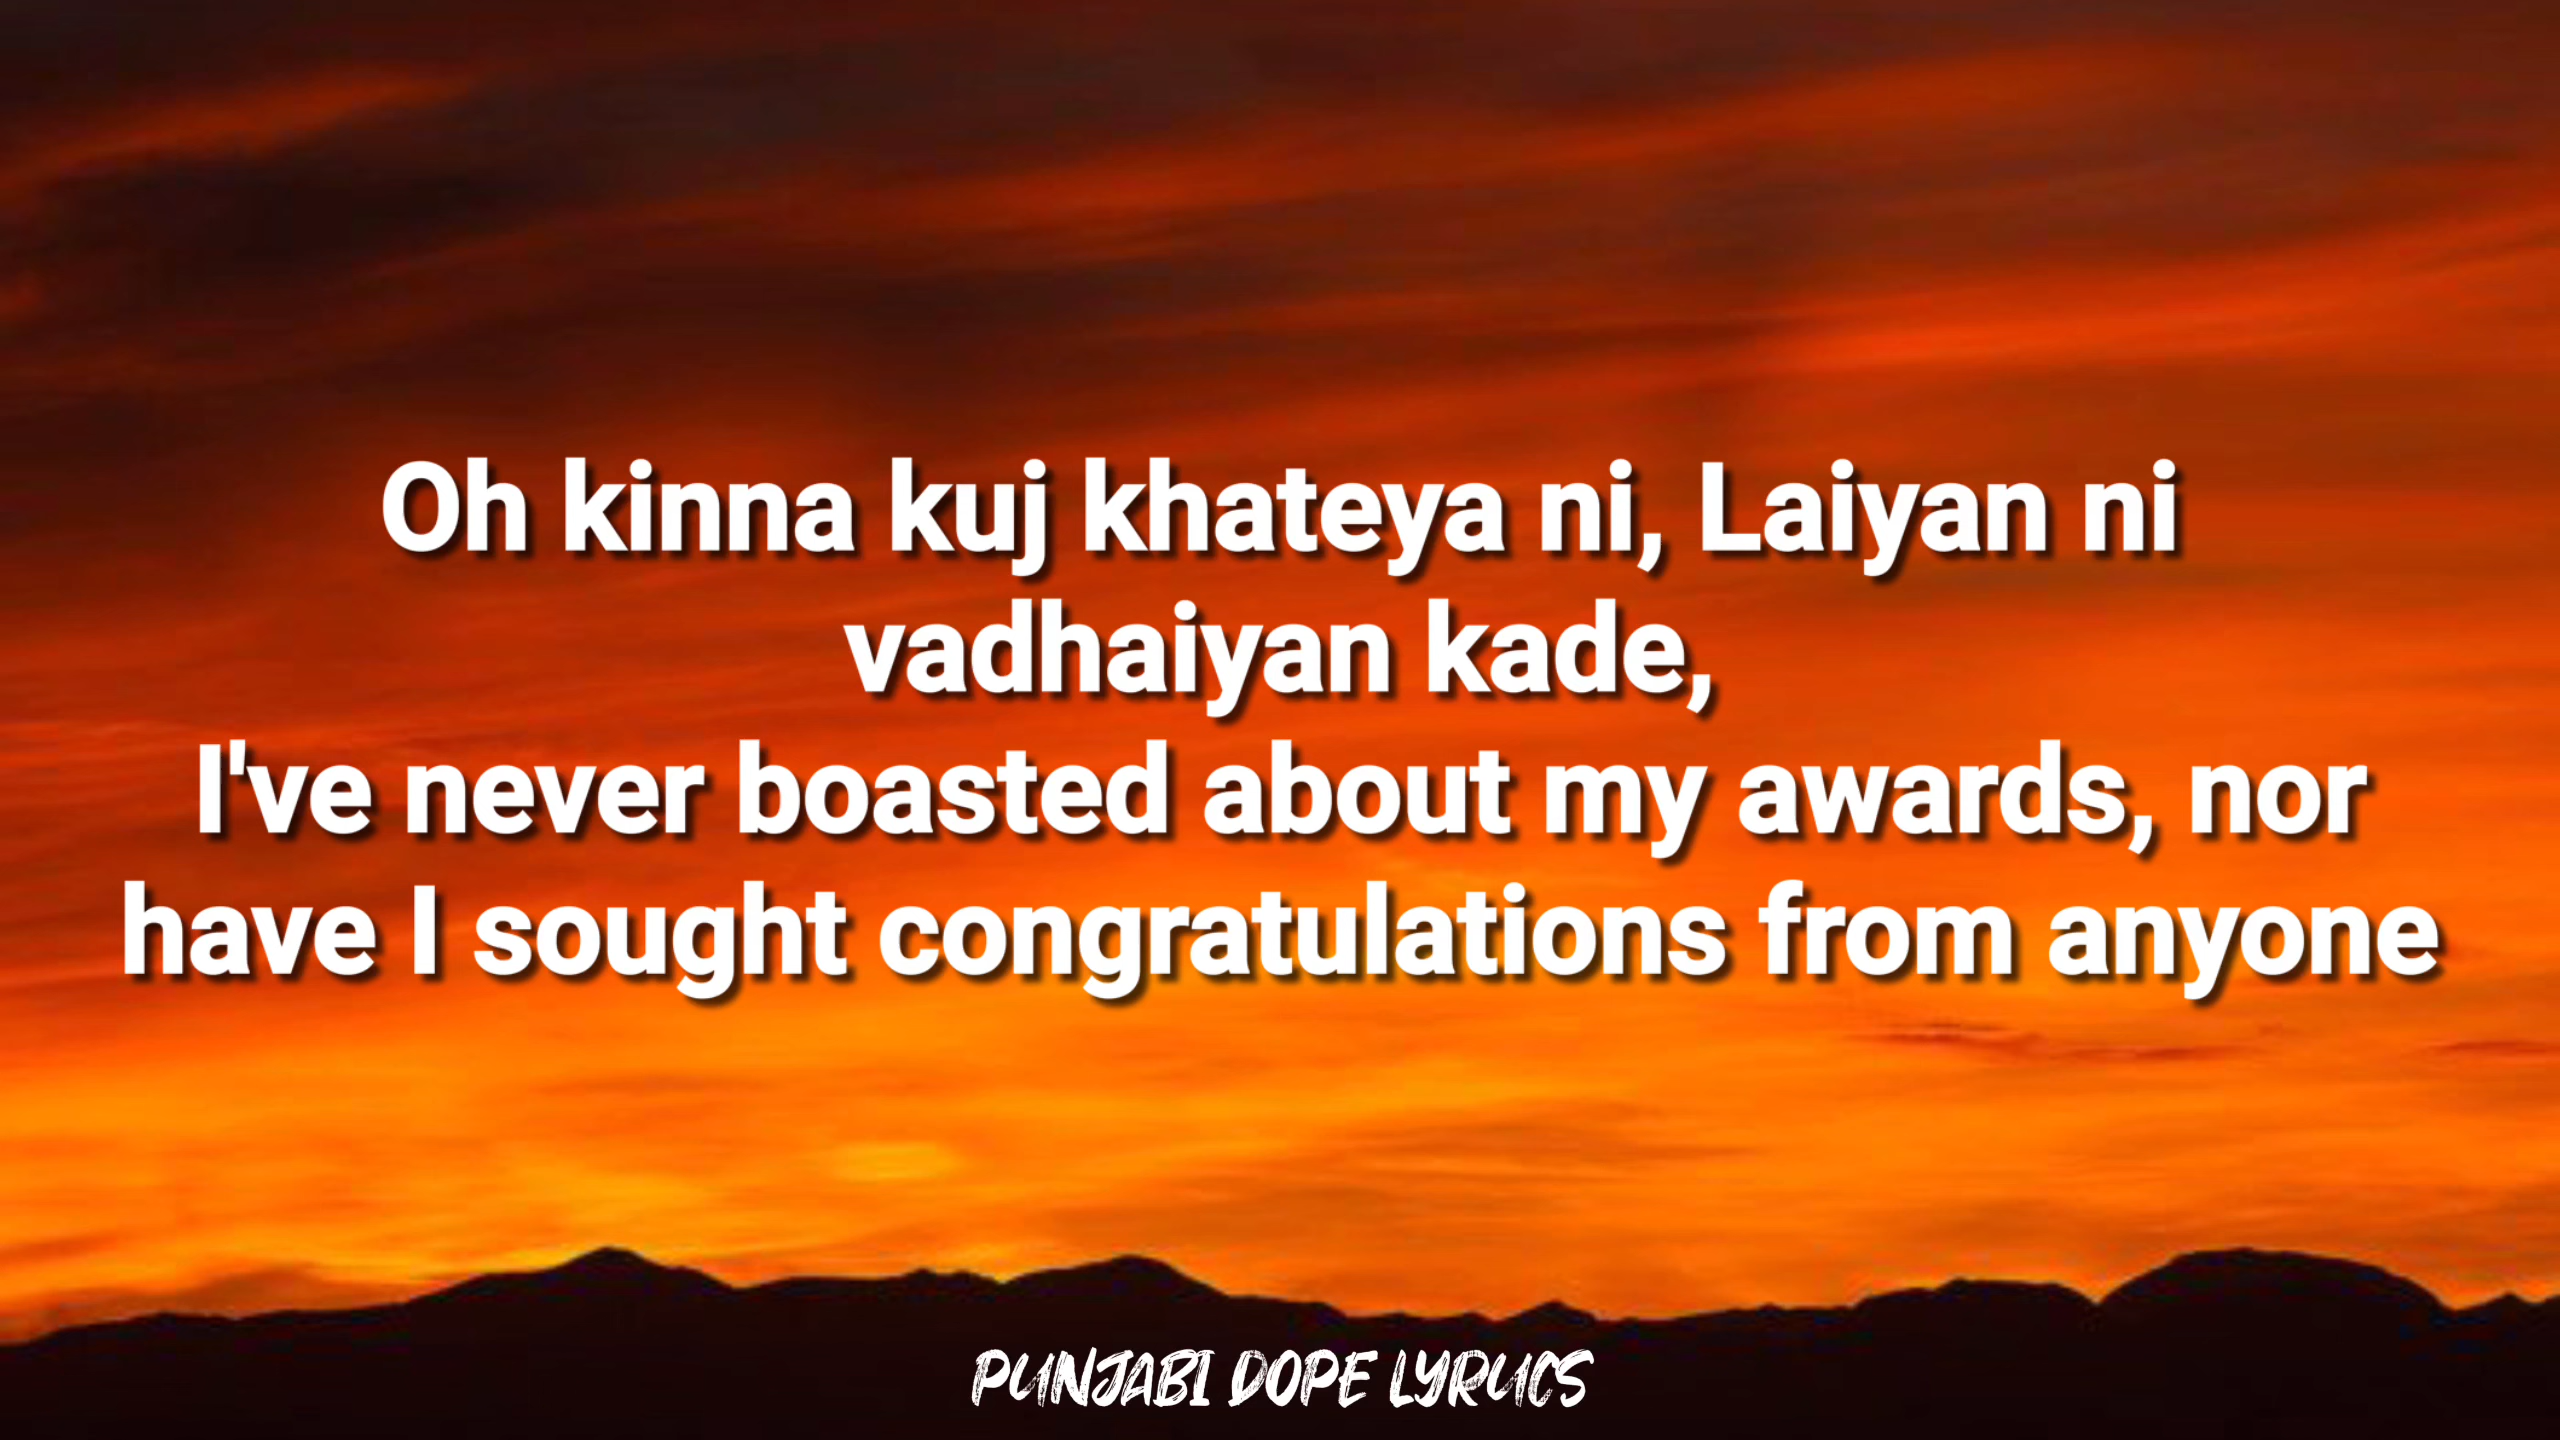 Oh kinna kuj khateya ni, Laiyan ni
vadhaiyan kade,
I've never boasted about my awards, nor
have I sought congratulations from anyone
PUNJABI DOPE LYRICS